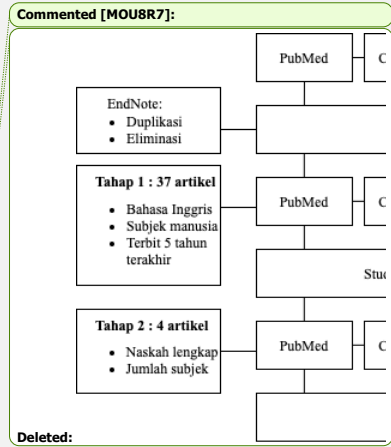 Commented [MOU8R7]:
PubMed
EndNote:
• Duplikasi
• Eliminasi
Tahap 1 : 37 artikel
• Bahasa Inggris
• Subjek manusia
• Terbit 5 tahun
terakhir
PubMed
Tahap 2 : 4 artikel
• Naskah lengkap
• Jumlah subjek
PubMed
Deleted: